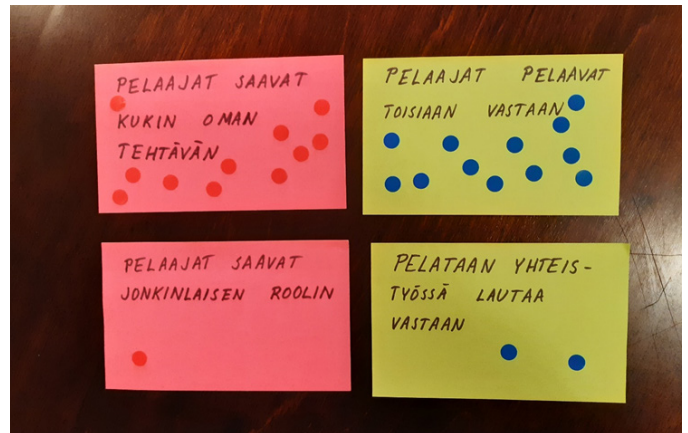 PELAAJAT SAAVAT
KUKIN OMAN
TEHTÄVÄN
PELAAJAT PELAAVAT
TOISIAAN VASTAAN
PELAAJAT SAAVAT
JONKINLAISEN ROOLIN
PELATAAN YHTEIS-
TYÖSSÄ LAUTAA
VASTAAN